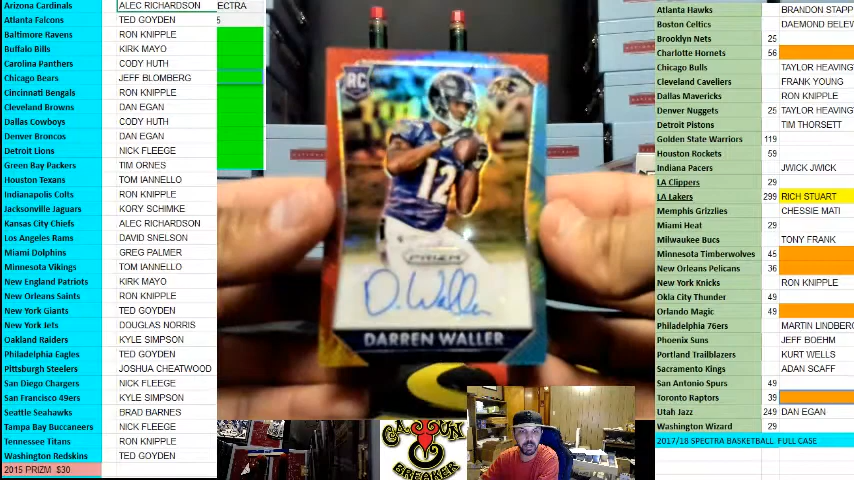 Arizona Cardinals ALEC RICHARDSON ECTRA
Atlanta Falcons TED GOYDEN
Baltimore Ravens RON KNIPPLE
Buffalo Bills KIRK MAYO
Carolina Panthers CODY HUTH
Chicago Bears JEFF BLOMBERG
Cincinnati Bengals RON KNIPPLE
Cleveland Browns DAN EGAN
Dallas Cowboys CODY HUTH
Denver Broncos DAN EGAN
Detroit Lions NICK FLEEGE
Green Bay Packers TIM ORNES
Houston Texans TOM IANNELLO
Indianapolis Colts RON KNIPPLE
Jacksonville Jaguars KORY SCHIMKE
Kansas City Chiefs ALEC RICHARDSON
Los Angeles Rams DAVID SNELSON
Miami Dolphins GREG PALMER
Minnesota Vikings TOM IANNELLO
New England Patriots KIRK MAYO
New Orleans Saints RON KNIPPLE
New York Giants TED GOYDEN
New York Jets DOUGLAS NORRIS
Oakland Raiders KYLE SIMPSON
Philadelphia Eagles TED GOYDEN
Pittsburgh Steelers JOSHUA CHEATWOOD
San Diego Chargers NICK FLEEGE
San Francisco 49ers KYLE SIMPSON
Seattle Seahawks BRAD BARNES
Tampa Bay Buccaneers NICK FLEEGE
Tennessee Titans RON KNIPPLE
Washington Redskins TED GOYDEN
2015 PRIZM $30
RC
12
PRIZM
D. Waller
DARREN WALLER
CAJUN
BREAKER
Atlanta Hawks BRANDON STAPP
Boston Celtics DAEMOND BELEW
Brooklyn Nets 25
Charlotte Hornets 56
Chicago Bulls TAYLOR HEAVING
Cleveland Caveliers FRANK YOUNG
Dallas Mavericks RON KNIPPLE
Denver Nuggets 25 TAYLOR HEAVING
Detroit Pistons TIM THORSETT
Golden State Warriors 119
Houston Rockets 59
Indiana Pacers JWICK JWICK
LA Clippers 29
LA Lakers 299 RICH STUART
Memphis Grizzlies CHESSIE MATI
Miami Heat 29
Milwaukee Bucs TONY FRANK
Minnesota Timberwolves 45
New Orleans Pelicans 36
New York Knicks RON KNIPPLE
Okla City Thunder 49
Orlando Magic 49
Philadelphia 76ers MARTIN LINDBERG
Phoenix Suns JEFF BOEHM
Portland Trailblazers KURT WELLS
Sacramento Kings ADAN SCAFF
San Antonio Spurs 49
Toronto Raptors 39
Utah Jazz 249 DAN EGAN
Washington Wizard 29
2017/18 SPECTRA BASKETBALL FULL CASE